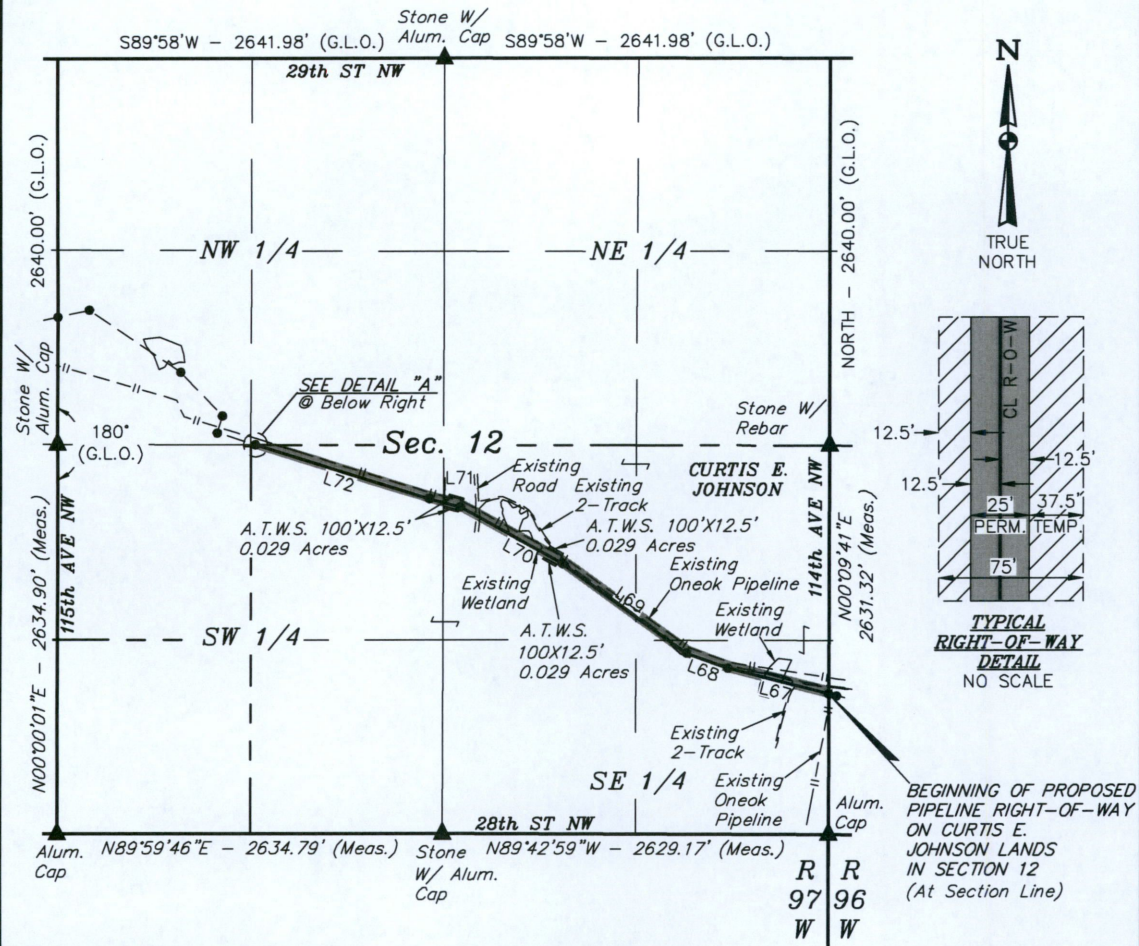 Stone W/
Alum. Cap
S89°58'W - 2641.98' (G.L.O.)
S89°58'W - 2641.98' (G.L.O.)
29th ST NW
N
TRUE
NORTH
2640.00' (G.L.O.)
NORTH - 2640.00' (G.L.O.)
NW 1/4
NE 1/4
Stone W/
Alum. Cap
180°
(G.L.O.)
SEE DETAIL "A"
@ Below Right
Sec. 12
Stone W/
Rebar
CURTIS E.
JOHNSON
L72
L71
Existing
Road
Existing
2-Track
A.T.W.S. 100'X12.5'
0.029 Acres
A.T.W.S. 100'X12.5'
0.029 Acres
L70
Existing
Wetland
L69
Existing
Oneok Pipeline
Existing
Wetland
A.T.W.S.
100X12.5'
0.029 Acres
L68
L67
SW 1/4
Existing
2-Track
SE 1/4
Existing
Oneok
Pipeline
N00°00'01"E - 2634.90' (Meas.)
115th AVE NW
114th AVE NW
N00°09'41"E
2631.32' (Meas.)
CL R-O-W
12.5'
12.5'
12.5'
25'
37.5'
PERM.
TEMP.
75'
TYPICAL
RIGHT-OF-WAY
DETAIL
NO SCALE
BEGINNING OF PROPOSED
PIPELINE RIGHT-OF-WAY
ON CURTIS E.
JOHNSON LANDS
IN SECTION 12
(At Section Line)
28th ST NW
Alum.
Cap
Alum.
Cap
N89°59'46"E - 2634.79' (Meas.)
Stone
W/ Alum.
Cap
N89°42'59"W - 2629.17' (Meas.)
R R
97 96
W W